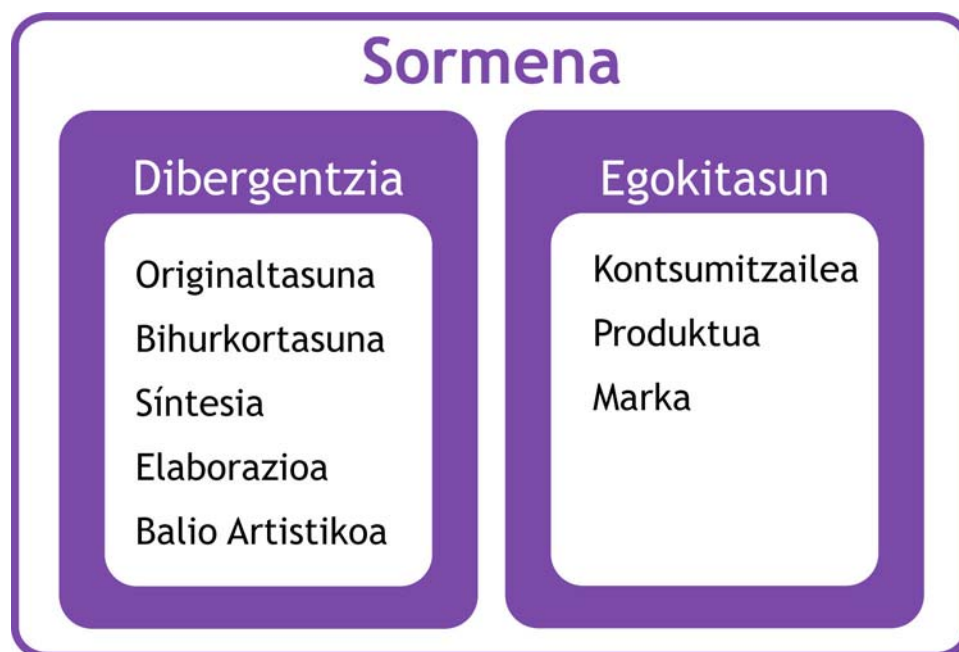 Sormena
Dibergentzia
Originaltasuna
Bihurkortasuna
Síntesia
Elaborazioa
Balio Artistikoa
Egokitasun
Kontsumitzailea
Produktua
Marka